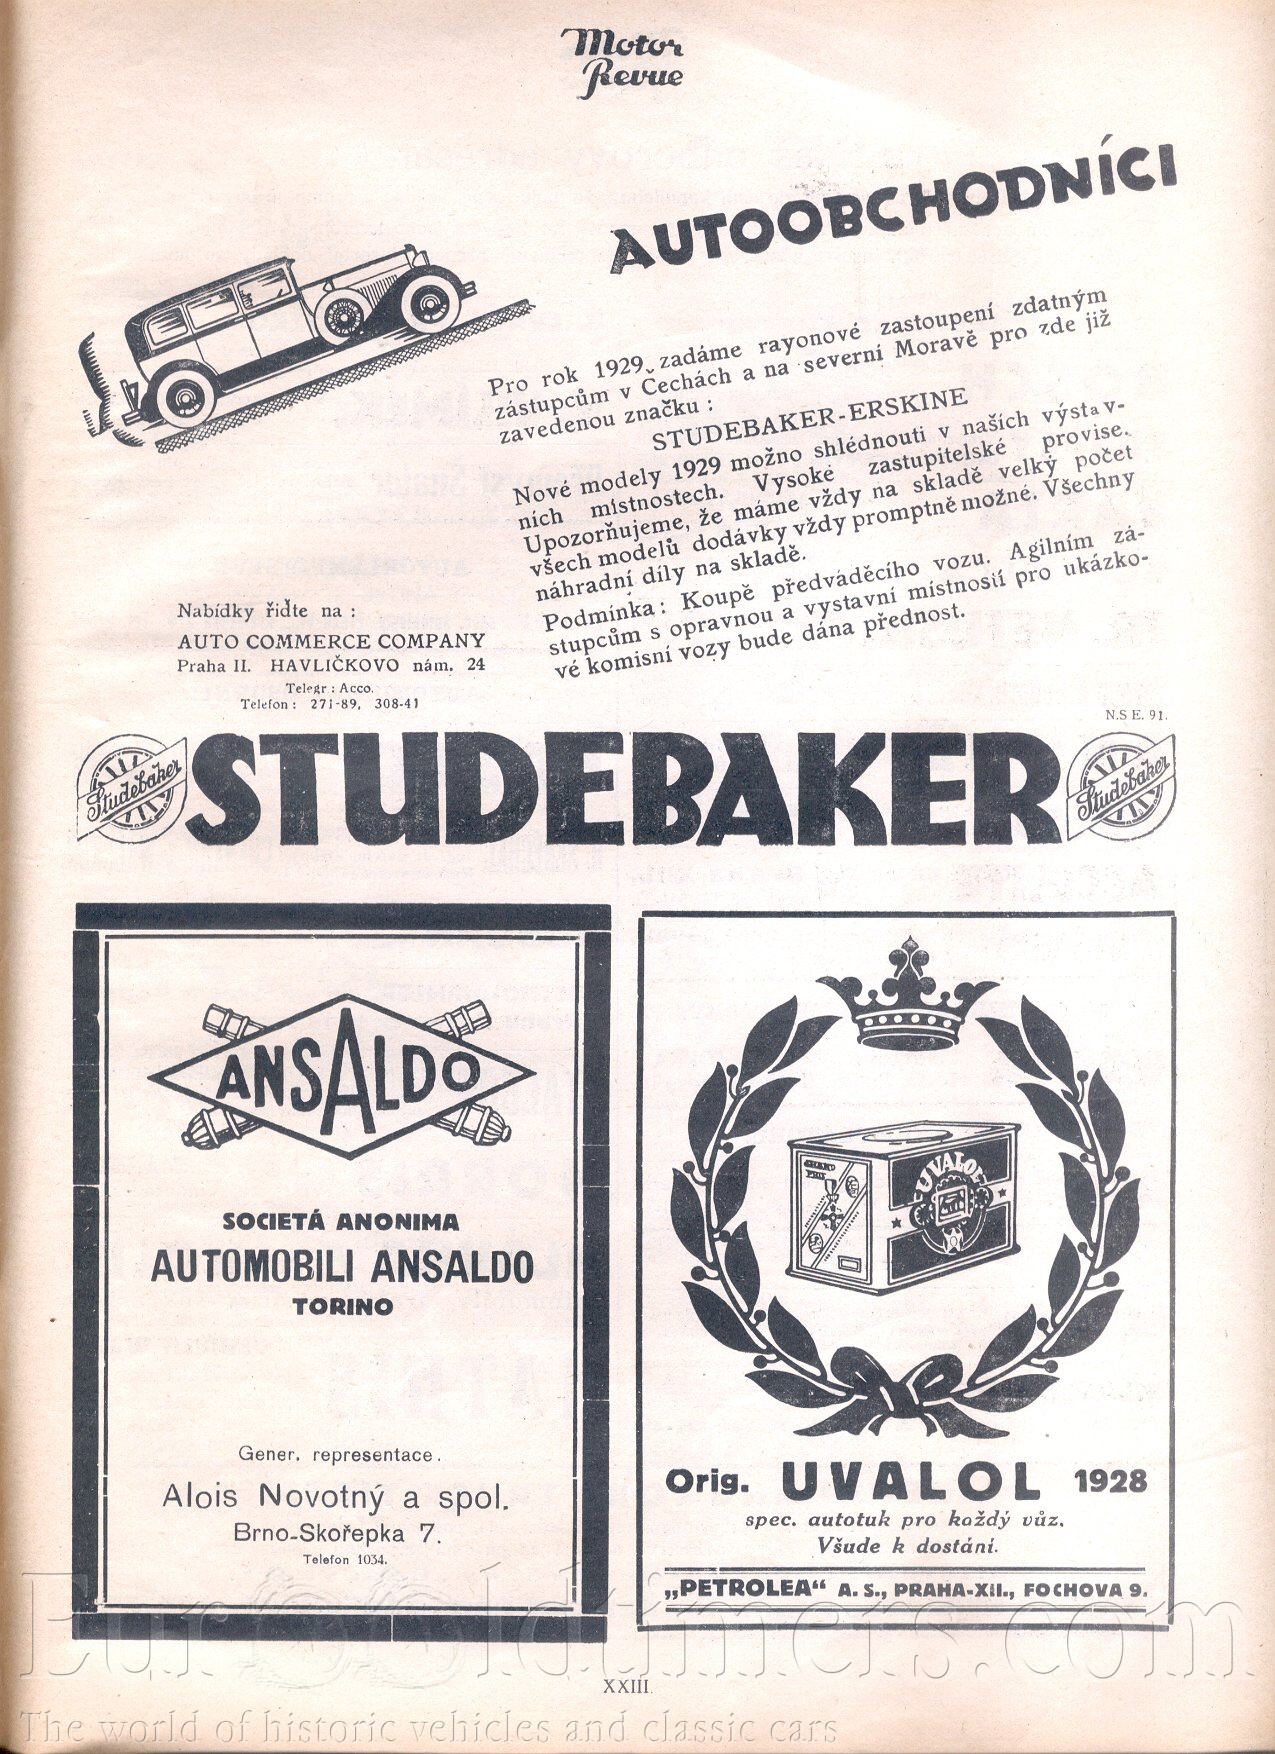 Motor
Revue
AUTOOBCHODNÍCI
Pro rok 1929 zadáme rayonové zastoupení zdatným
zástupcům v Čechách a na severní Moravě pro zde již
zavedenou značku :
STUDEBAKER-ERSKINE
Nové modely 1929 možno shlédnouti v našich výstav-
ních místnostech. Vysoké zastupitelské provise.
Upozorňujeme, že máme vždy na skladě velký počet
všech modelů dodávky vždy promptně možné. Všechny
náhradní díly na skladě.
Podmínka : Koupě předváděcího vozu. Agilním zá-
stupcům s opravnou a výstavní místností pro ukázko-
vé komisní vozy bude dána přednost.
Nabídky řiďte na :
AUTO COMMERCE COMPANY
Praha II. HAVLIČKOVO nám. 24
Telegr : Acco.
Telefon : 271-89, 308-41
N.S E. 91.
Studebaker
STUDEBAKER
Studebaker
ANSALDO
SOCIETÁ ANONIMA
AUTOMOBILI ANSALDO
TORINO
Gener. representace.
Alois Novotný a spol.
Brno-Skořepka 7.
Telefon 1034.
GRAND
PRIX
UVALOL
Orig. UVALOL 1928
spec. autotuk pro každý vůz.
Všude k dostání.
„PETROLEA“ A. S., PRAHA-XII., FOCHOVA 9.
XXIII.
Eurooldtimers.com
The world of historic vehicles and classic cars